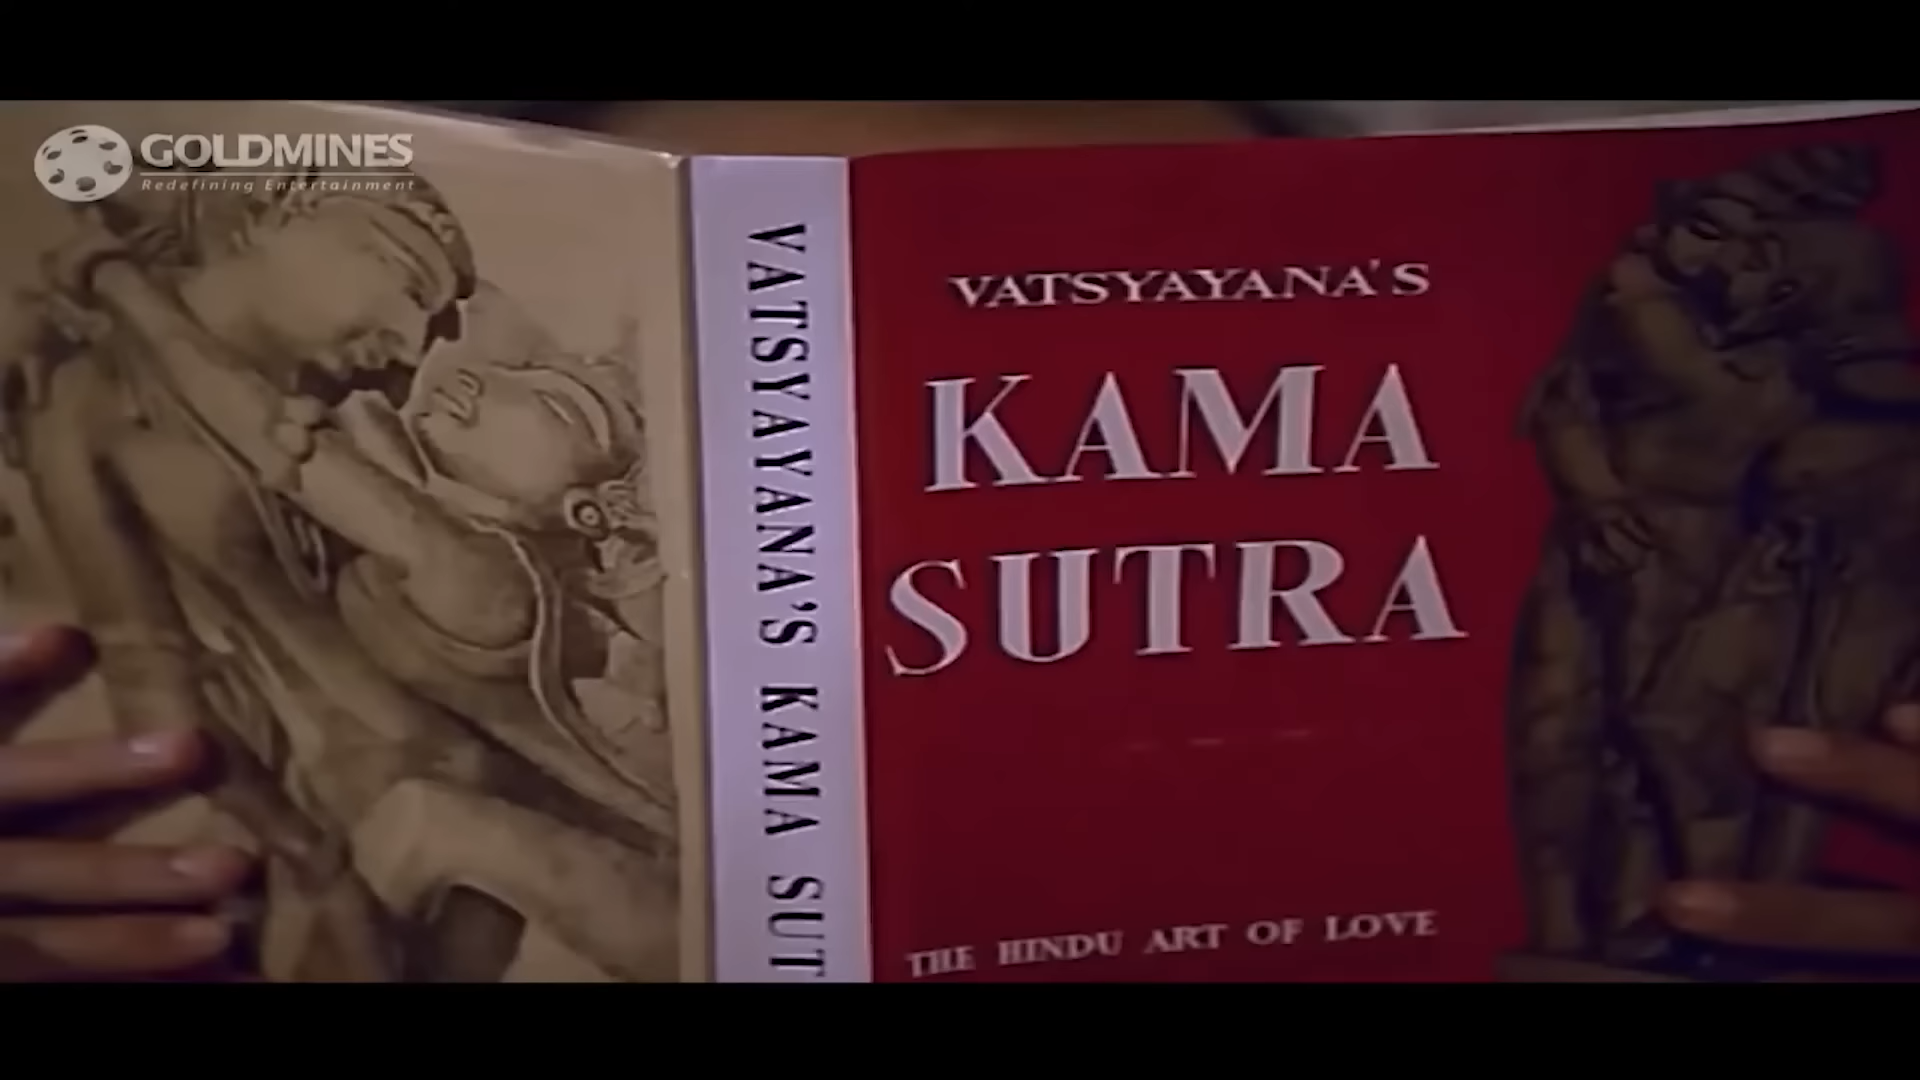 GOLDMINES
Redefining Entertainment
VATSYAYANA'S KAMA SUT
VATSYAYANA'S
KAMA
SUTRA
THE HINDU ART OF LOVE